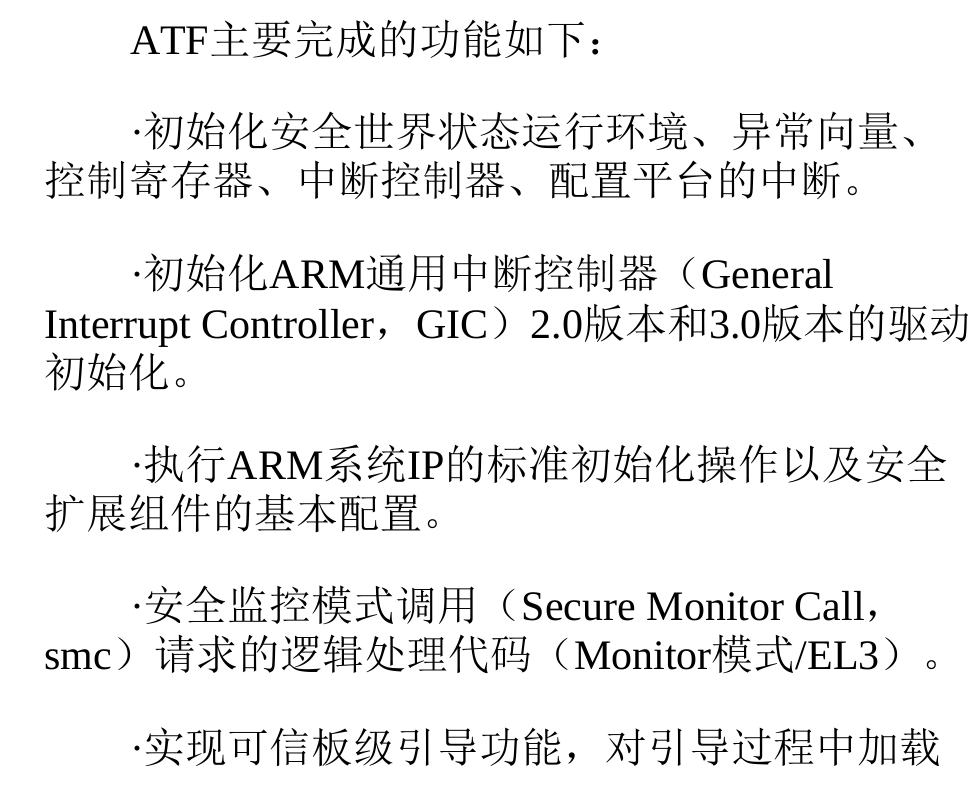 ATF主要完成的功能如下：
·初始化安全世界状态运行环境、异常向量、
控制寄存器、中断控制器、配置平台的中断。
·初始化ARM通用中断控制器（General
Interrupt Controller，GIC）2.0版本和3.0版本的驱动
初始化。
·执行ARM系统IP的标准初始化操作以及安全
扩展组件的基本配置。
·安全监控模式调用（Secure Monitor Call，
smc）请求的逻辑处理代码（Monitor模式/EL3）。
·实现可信板级引导功能，对引导过程中加载